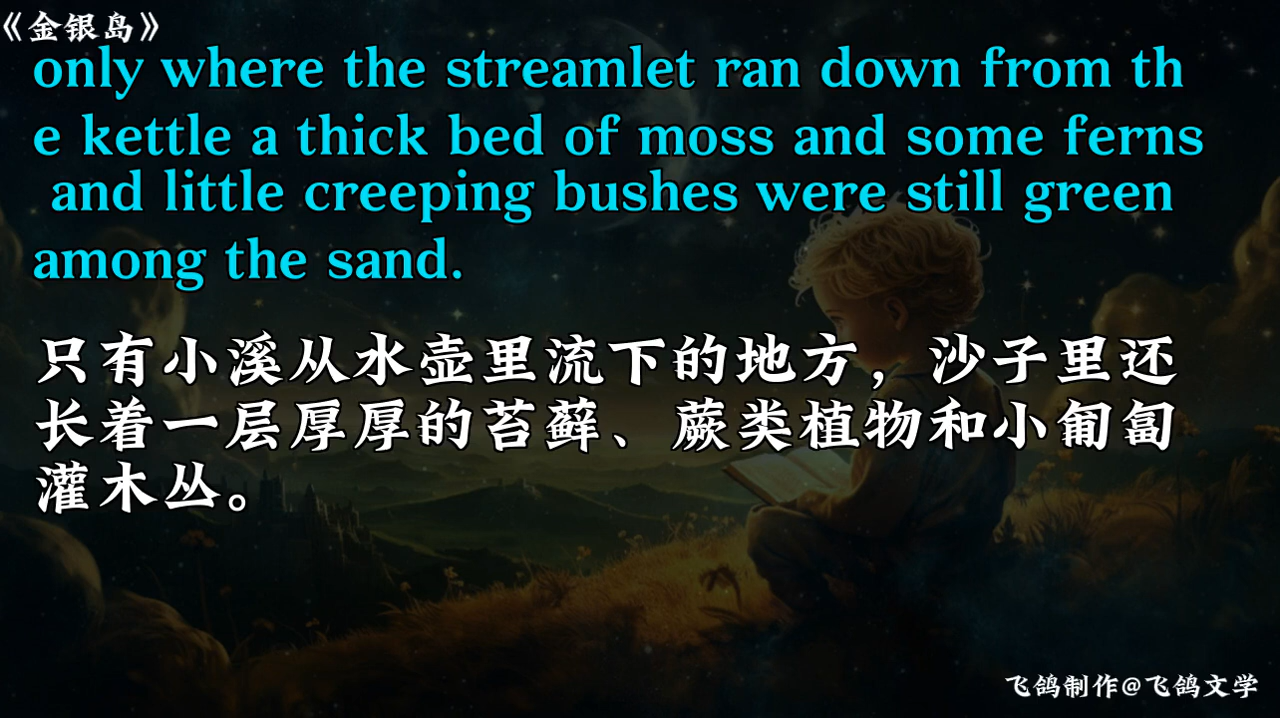 《金银岛》
only where the streamlet ran down from th
e kettle a thick bed of moss and some ferns
and little creeping bushes were still green
among the sand.
只有小溪从水壶里流下的地方，沙子里还
长着一层厚厚的苔藓、蕨类植物和小匍匐
灌木丛。
飞鸽制作@飞鸽文学